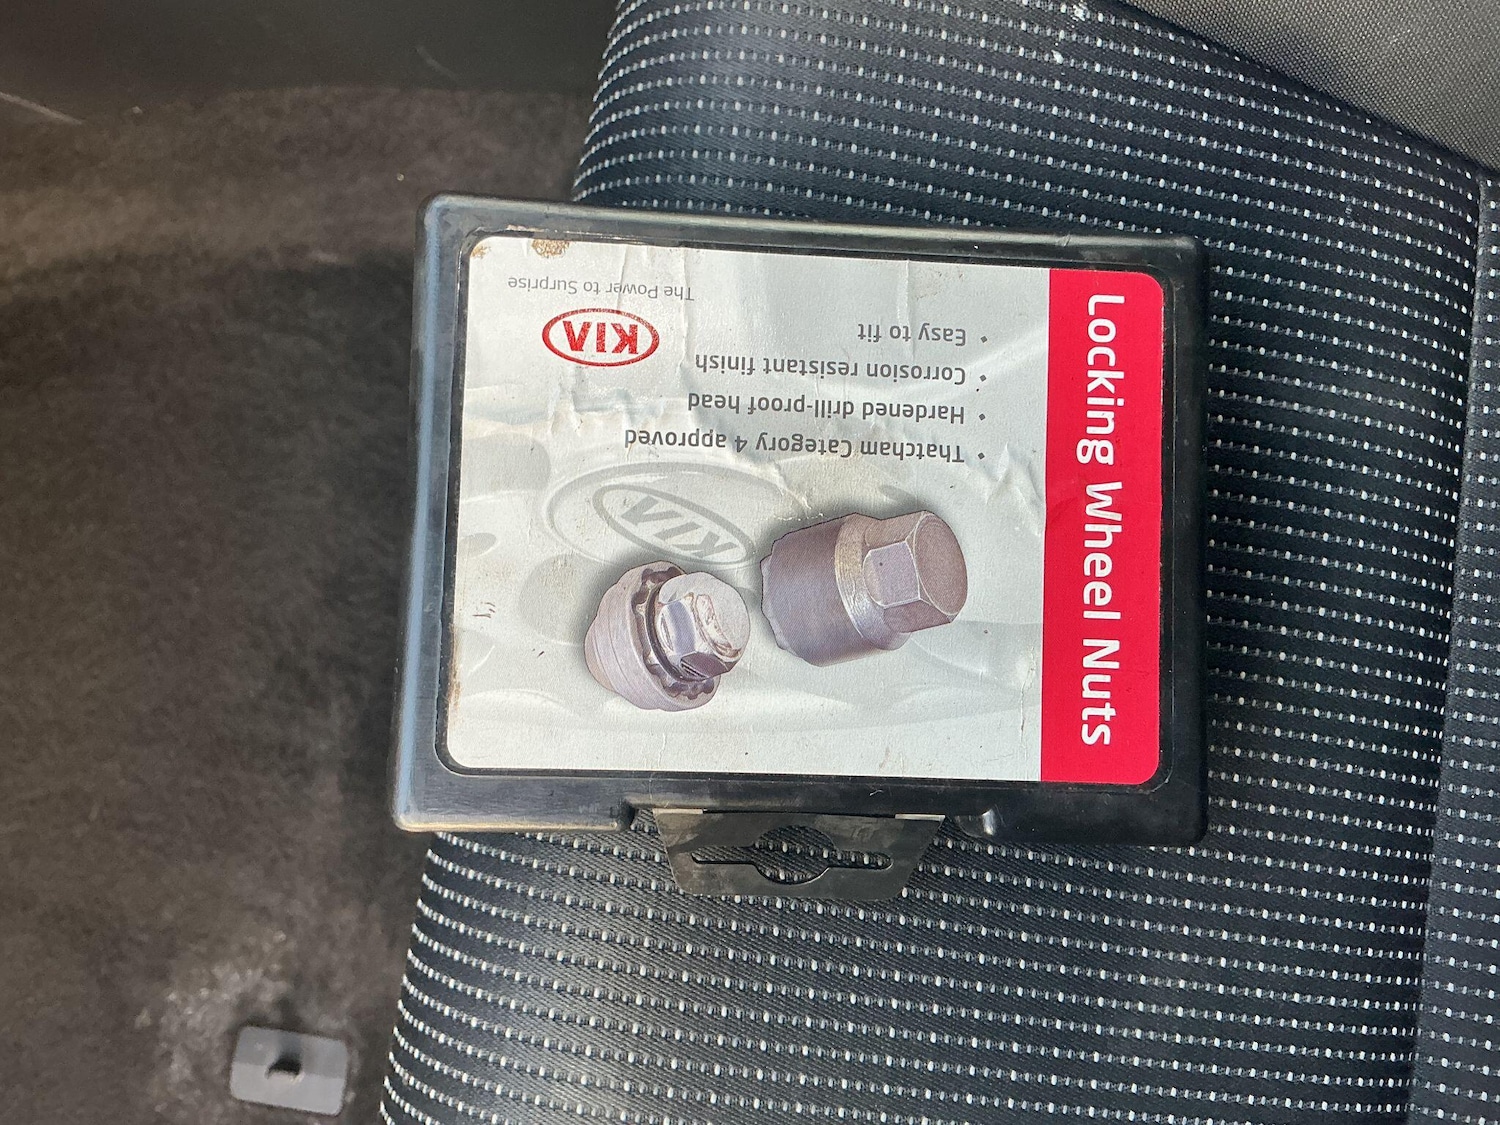 Locking Wheel Nuts
• Thatcham Category 4 approved
• Hardened drill-proof head
• Corrosion resistant finish
• Easy to fit
KIA
The Power to Surprise
KIA